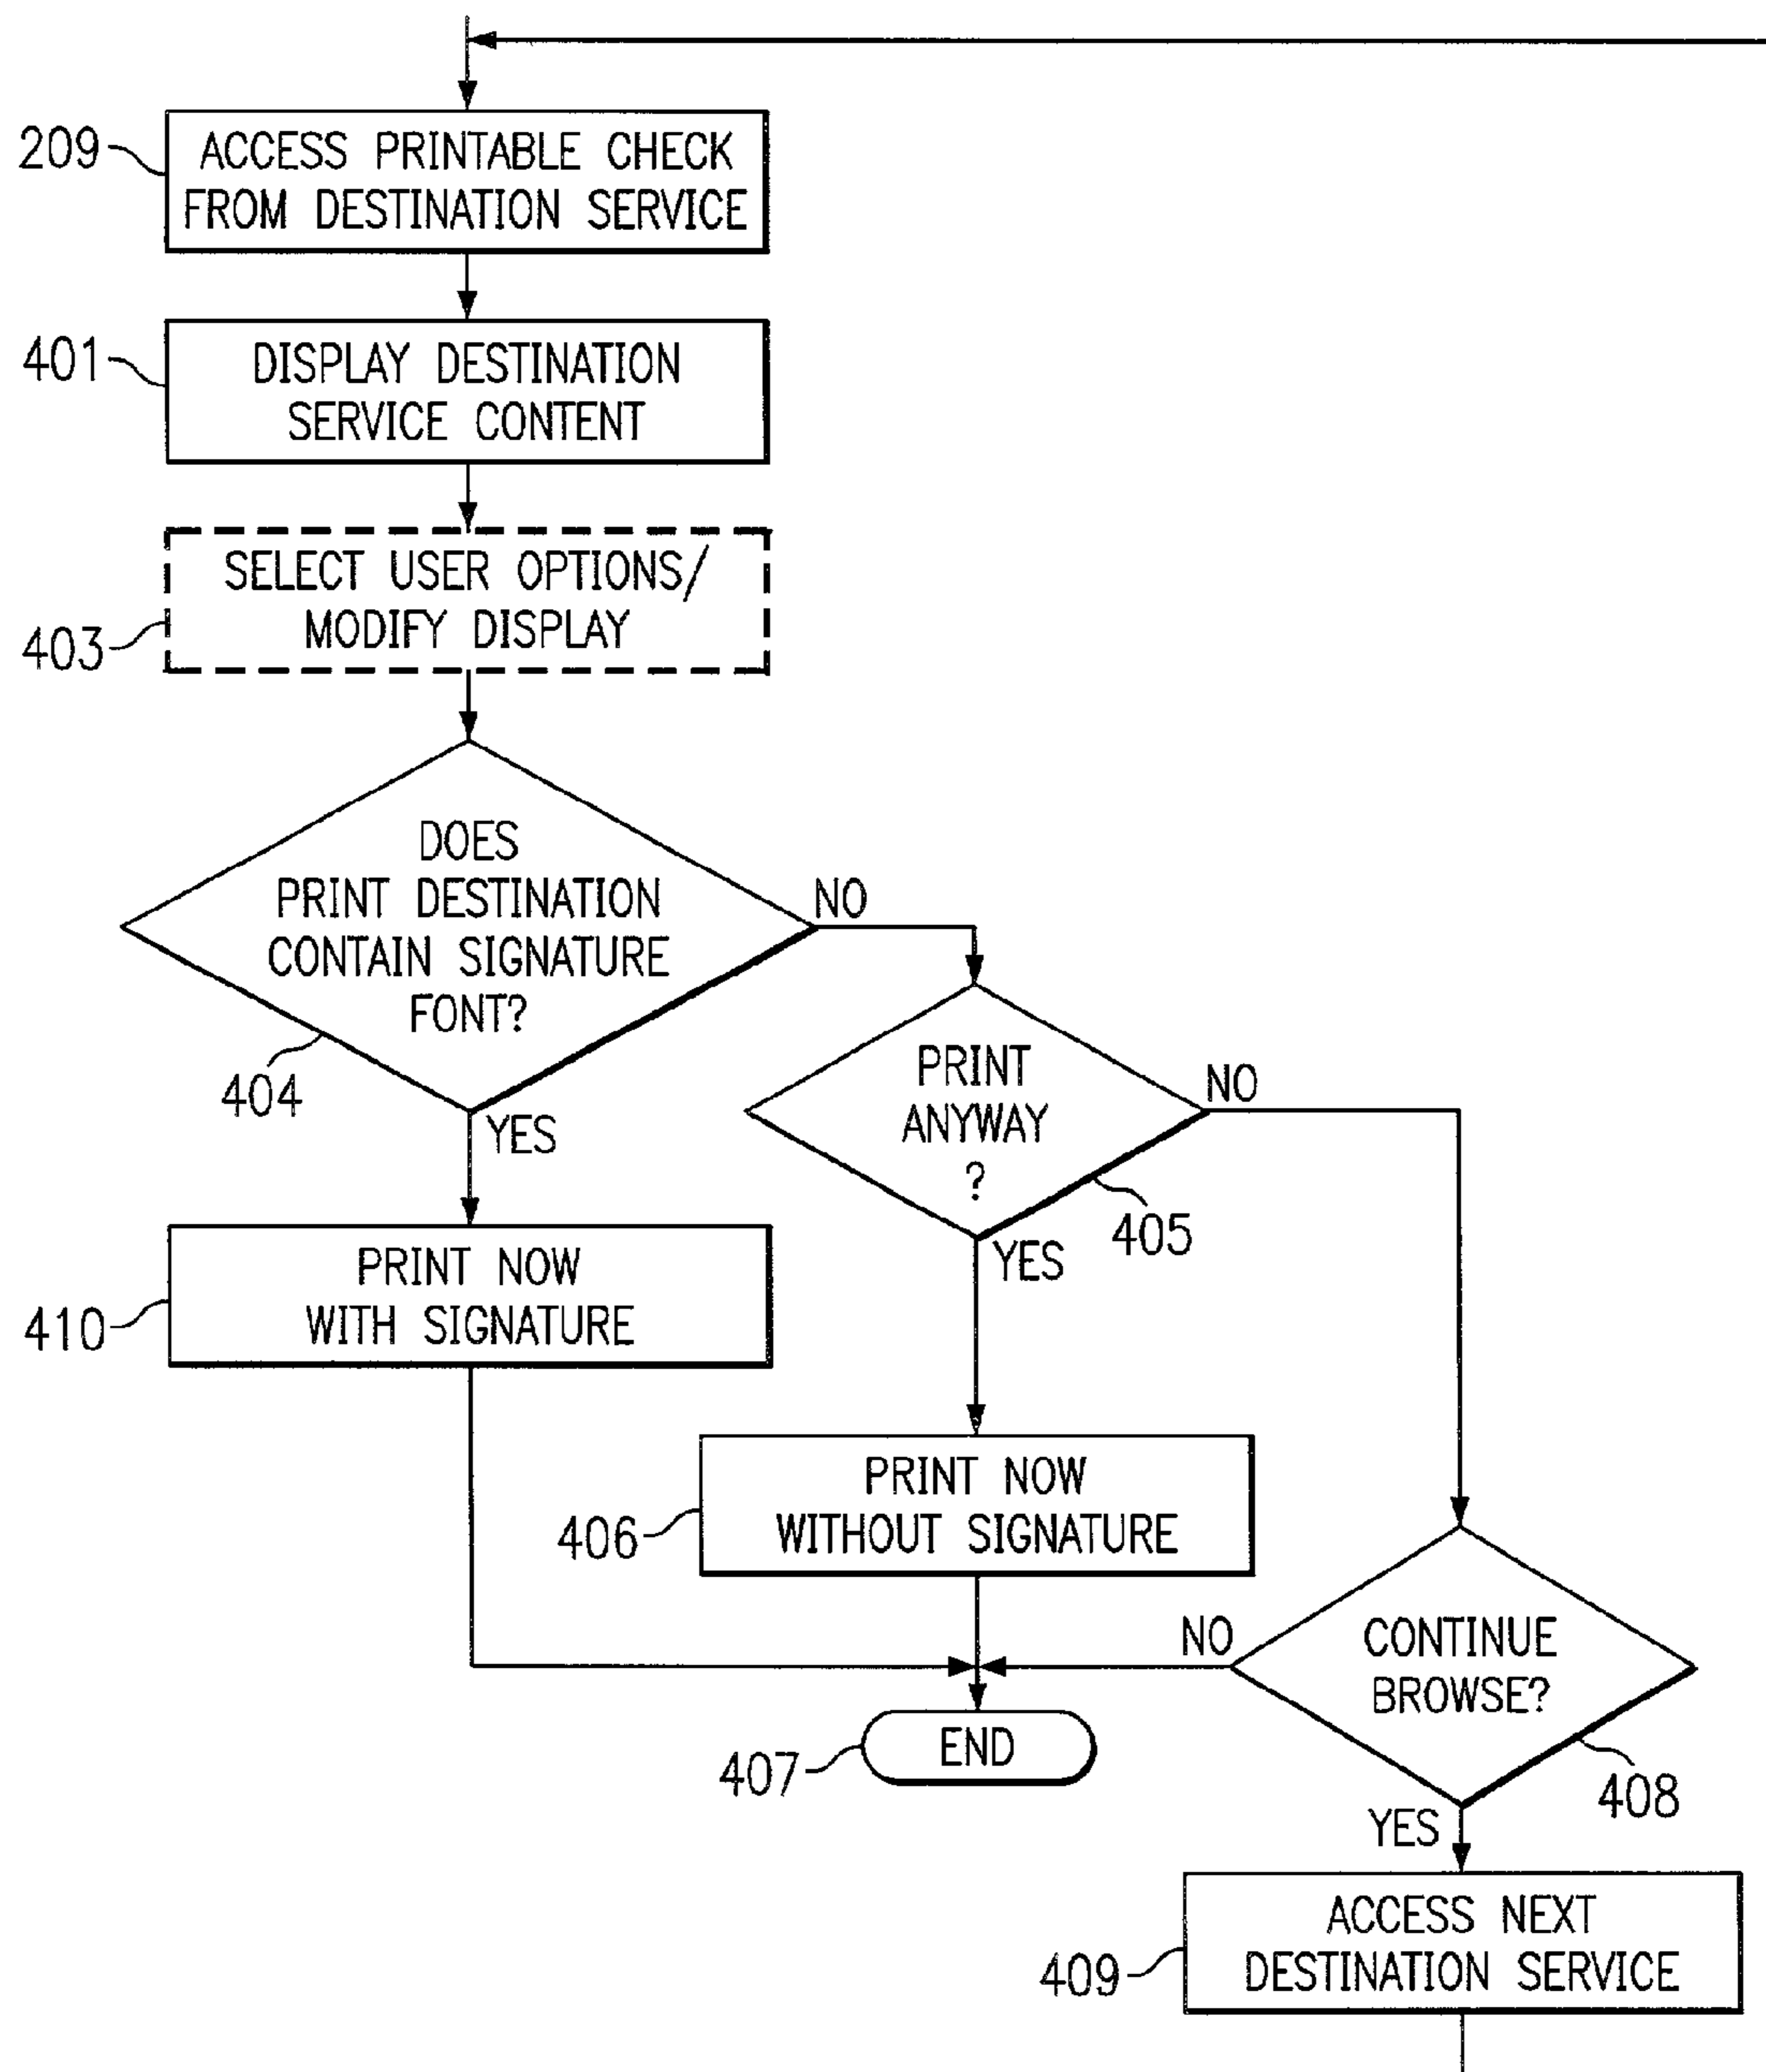 209
ACCESS PRINTABLE CHECK
FROM DESTINATION SERVICE
401
DISPLAY DESTINATION
SERVICE CONTENT
403
SELECT USER OPTIONS/
MODIFY DISPLAY
DOES
PRINT DESTINATION
CONTAIN SIGNATURE
FONT?
404
NO
YES
PRINT
ANYWAY
?
405
NO
YES
410
PRINT NOW
WITH SIGNATURE
406
PRINT NOW
WITHOUT SIGNATURE
NO
CONTINUE
BROWSE?
408
YES
407
END
409
ACCESS NEXT
DESTINATION SERVICE